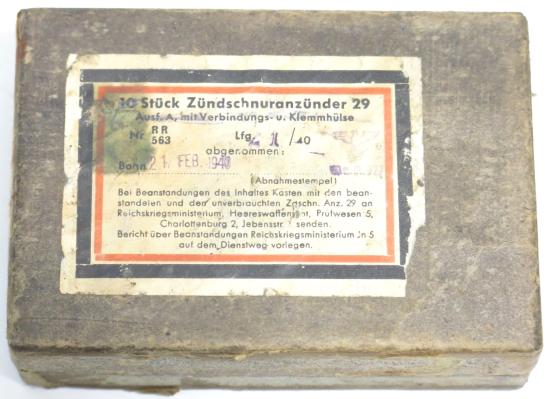 10 Stück Zündschnuranzünder 29
Ausf. A, mit Verbindungs- u. Klemmhülse
Nr RR 563 Lfg. /40
abgenommen:
Bonn 21. FEB. 1940
(Abnahmestempel)
Bei Beanstandungen des Inhaltes Kasten mit den bean-
standeten und den unverbrauchten Zdschn. Anz. 29 an
Reichskriegsministerium, Heereswaffenamt, Prüfwesen 5,
Charlottenburg 2, Jebensstr. senden.
Bericht über Beanstandungen Reichskriegsministerium Jn 5
auf dem Dienstweg vorlegen.